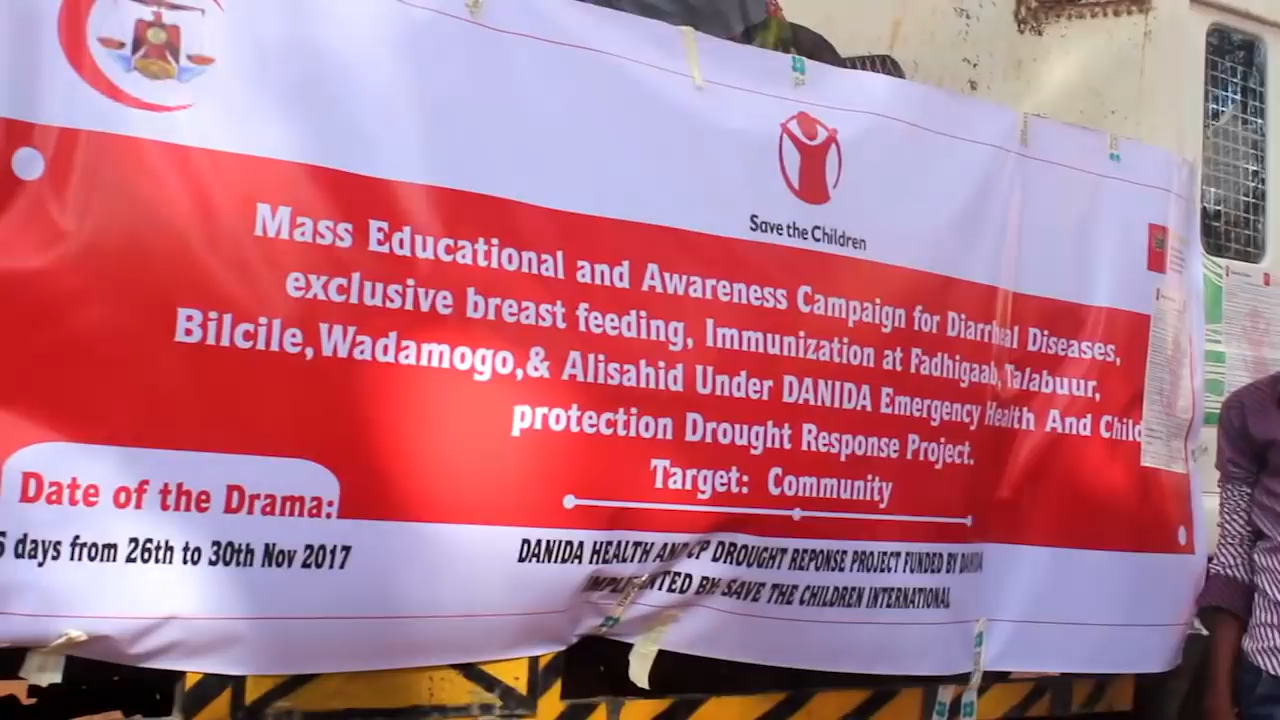 Save the Children
Mass Educational and Awareness Campaign for Diarrheal Diseases,
exclusive breast feeding, Immunization at Fadhigaab, Talabuur,
Bilcile, Wadamogo,& Alisahid Under DANIDA Emergency Health And Child
protection Drought Response Project.
Target: Community
Date of the Drama:
5 days from 26th to 30th Nov 2017
DANIDA HEALTH AND CP DROUGHT REPONSE PROJECT FUNDED BY DANIDA
BY: SAVE THE CHILDREN INTERNATIONAL